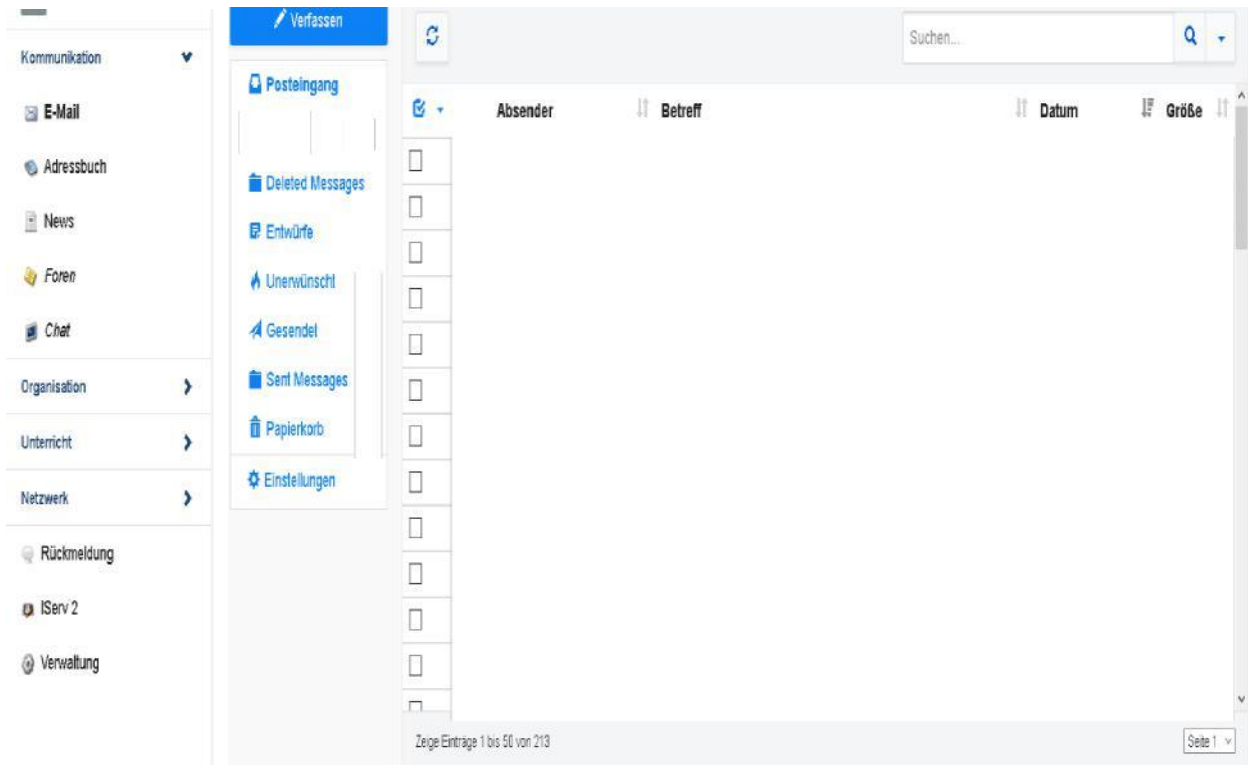 Kommunikation
E-Mail
Adressbuch
News
Foren
Chat
Organisation
Unterricht
Netzwerk
Rückmeldung
IServ 2
Verwaltung
Verfassen
Posteingang
Deleted Messages
Entwürfe
Unerwünscht
Gesendet
Sent Messages
Papierkorb
Einstellungen
Suchen...
Absender Betreff Datum Größe
Zeige Einträge 1 bis 50 von 213
Seite 1